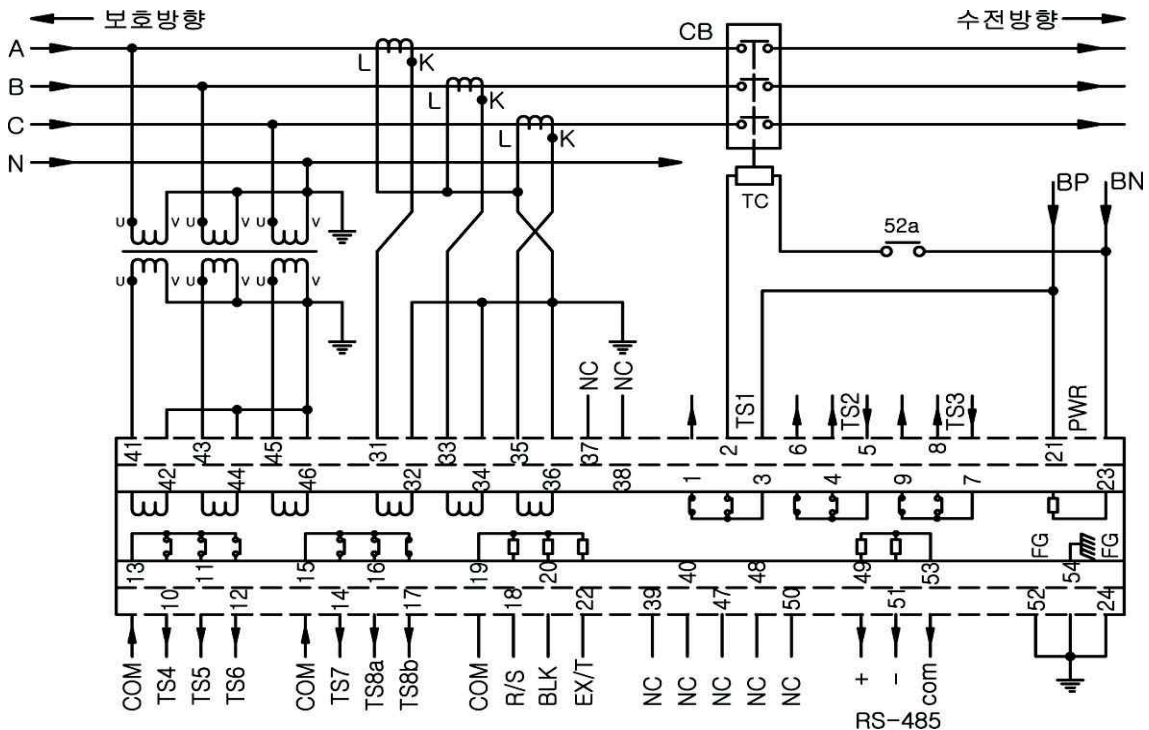 보호방향
수전방향
A
B
C
N
L K
L K
L K
CB
TC
52a
BP
BN
U V U V U V
U V U V U V
NC
NC
TS1
TS2
TS3
PWR
41 43 45 31 33 35 37 2 6 5 8 21
42 44 46 32 34 36 38 1 3 4 9 7 23
FG
FG
13 11 15 16 19 20 40 48 49 53 54
10 12 14 17 18 22 39 47 50 51 52 24
COM
TS4
TS5
TS6
COM
TS7
TS8a
TS8b
COM
R/S
BLK
EX/T
NC
NC
NC
NC
NC
+
-
com
RS-485